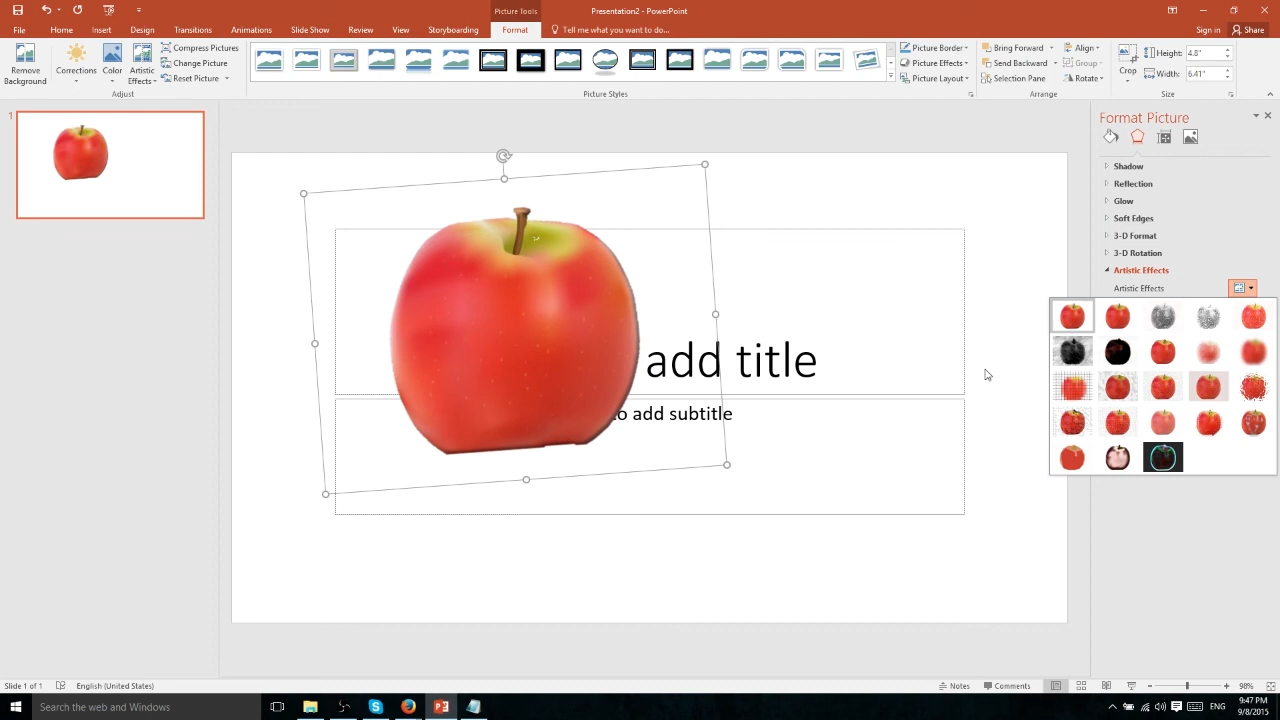 Picture Tools
Presentation2 - PowerPoint
File Home Insert Design Transitions Animations Slide Show Review View Storyboarding Format Tell me what you want to do... Sign in Share
Remove Background
Corrections
Color
Artistic Effects
Compress Pictures
Change Picture
Reset Picture
Picture Border
Picture Effects
Picture Layout
Bring Forward
Send Backward
Selection Pane
Align
Group
Rotate
Crop
Height: 4.8"
Width: 6.41"
Adjust
Picture Styles
Arrange
Size
1
add title
to add subtitle
Format Picture
Shadow
Reflection
Glow
Soft Edges
3-D Format
3-D Rotation
Artistic Effects
Artistic Effects
Slide 1 of 1
English (United States)
Notes
Comments
98%
Search the web and Windows
ENG
9:47 PM
9/8/2015